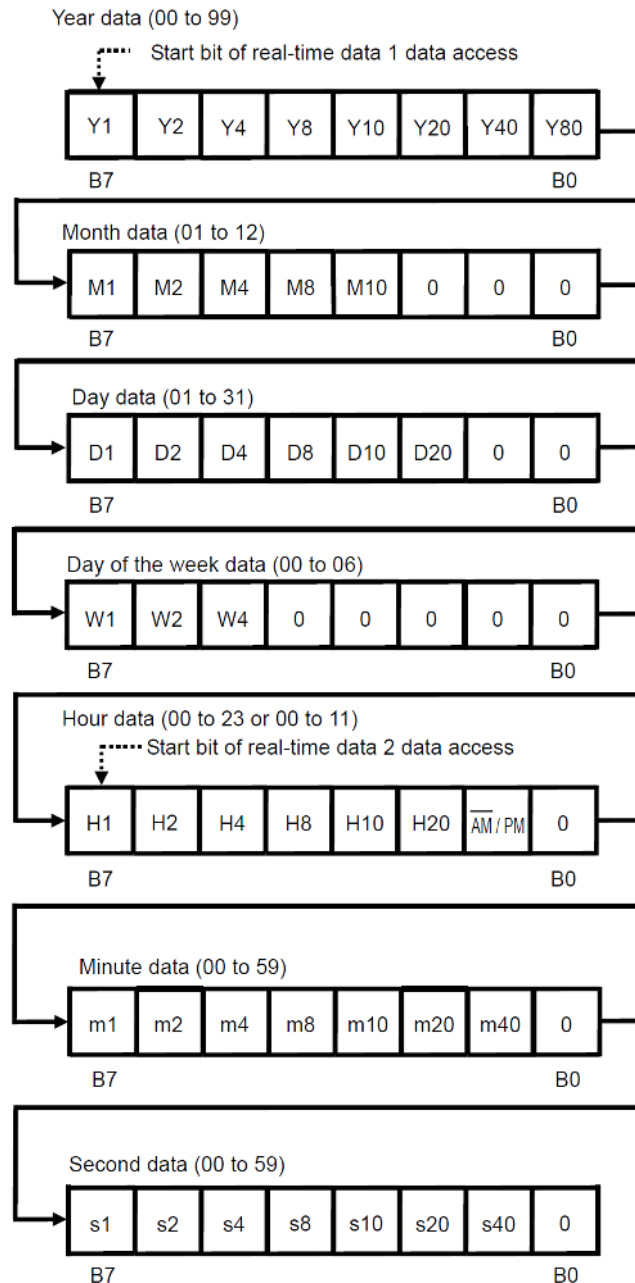 Year data (00 to 99)
Start bit of real-time data 1 data access
Y1 Y2 Y4 Y8 Y10 Y20 Y40 Y80
B7 B0
Month data (01 to 12)
M1 M2 M4 M8 M10 0 0 0
B7 B0
Day data (01 to 31)
D1 D2 D4 D8 D10 D20 0 0
B7 B0
Day of the week data (00 to 06)
W1 W2 W4 0 0 0 0 0
B7 B0
Hour data (00 to 23 or 00 to 11)
Start bit of real-time data 2 data access
H1 H2 H4 H8 H10 H20 A̅M̅ / PM 0
B7 B0
Minute data (00 to 59)
m1 m2 m4 m8 m10 m20 m40 0
B7 B0
Second data (00 to 59)
s1 s2 s4 s8 s10 s20 s40 0
B7 B0